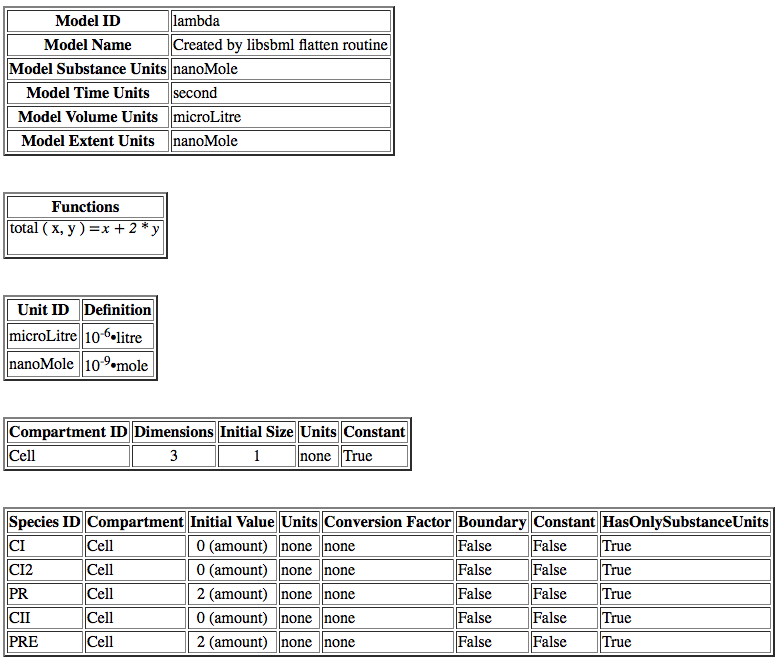 Model ID lambda
Model Name Created by libsbml flatten routine
Model Substance Units nanoMole
Model Time Units second
Model Volume Units microLitre
Model Extent Units nanoMole
Functions
total ( x, y ) = x + 2 * y
Unit ID Definition
microLitre 10-6•litre
nanoMole 10-9•mole
Compartment ID Dimensions Initial Size Units Constant
Cell 3 1 none True
Species ID Compartment Initial Value Units Conversion Factor Boundary Constant HasOnlySubstanceUnits
CI Cell 0 (amount) none none False False True
CI2 Cell 0 (amount) none none False False True
PR Cell 2 (amount) none none False False True
CII Cell 0 (amount) none none False False True
PRE Cell 2 (amount) none none False False True